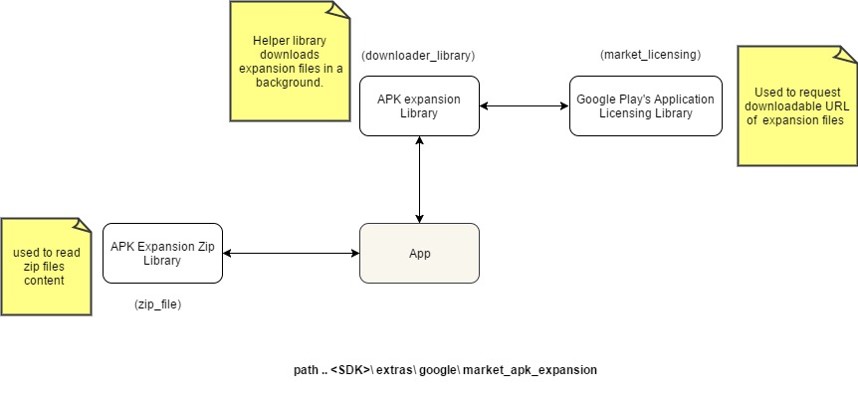 Helper library
downloads
expansion files in a
background.
(downloader_library)
(market_licensing)
APK expansion
Library
Google Play's Application
Licensing Library
Used to request
downloadable URL
of expansion files
used to read
zip files
content
APK Expansion Zip
Library
App
(zip_file)
path .. <SDK>\ extras\ google\ market_apk_expansion